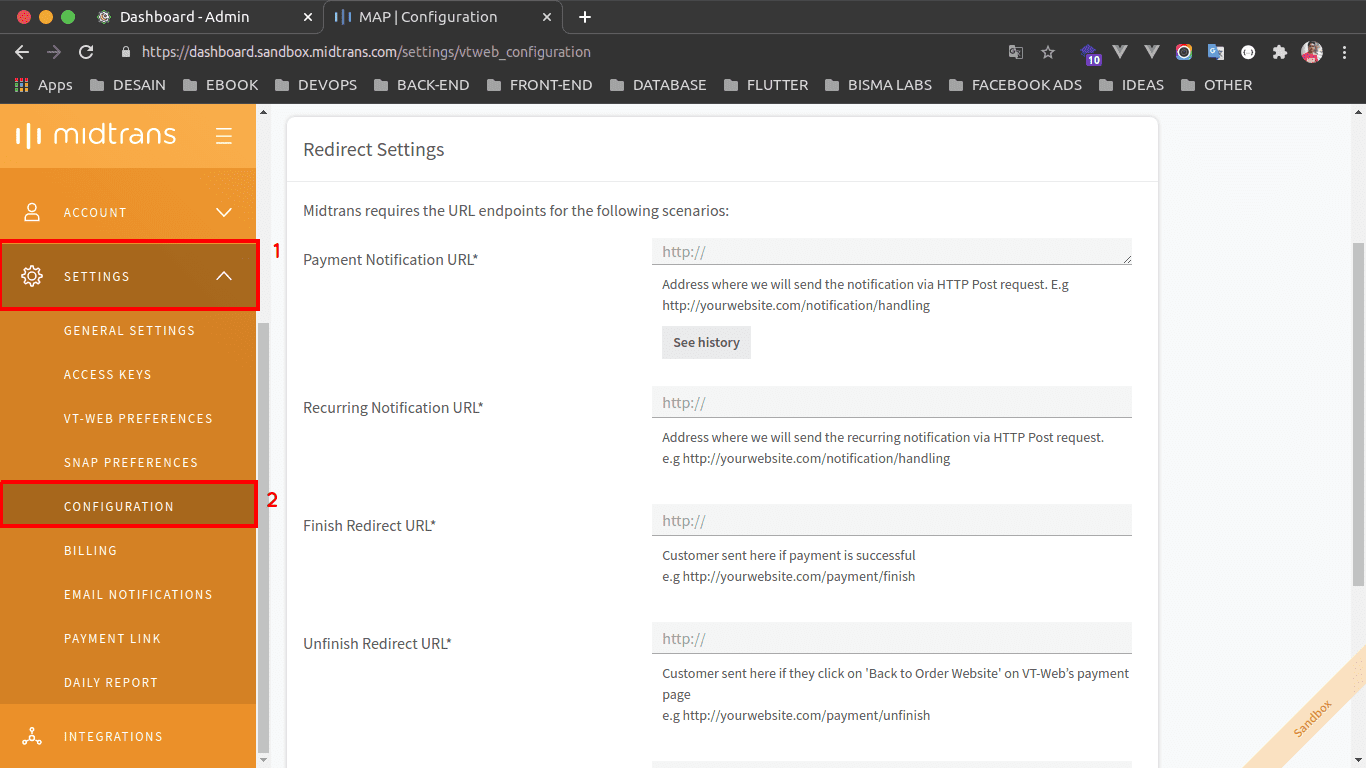 Dashboard - Admin
MAP | Configuration
https://dashboard.sandbox.midtrans.com/settings/vtweb_configuration
10
Apps DESAIN EBOOK DEVOPS BACK-END FRONT-END DATABASE FLUTTER BISMA LABS FACEBOOK ADS IDEAS OTHER
midtrans
ACCOUNT
SETTINGS
1
GENERAL SETTINGS
ACCESS KEYS
VT-WEB PREFERENCES
SNAP PREFERENCES
CONFIGURATION
2
BILLING
EMAIL NOTIFICATIONS
PAYMENT LINK
DAILY REPORT
INTEGRATIONS
Redirect Settings
Midtrans requires the URL endpoints for the following scenarios:
Payment Notification URL*
http://
Address where we will send the notification via HTTP Post request. E.g
http://yourwebsite.com/notification/handling
See history
Recurring Notification URL*
http://
Address where we will send the recurring notification via HTTP Post request.
e.g http://yourwebsite.com/notification/handling
Finish Redirect URL*
http://
Customer sent here if payment is successful
e.g http://yourwebsite.com/payment/finish
Unfinish Redirect URL*
http://
Customer sent here if they click on 'Back to Order Website' on VT-Web’s payment
page
e.g http://yourwebsite.com/payment/unfinish
Sandbox